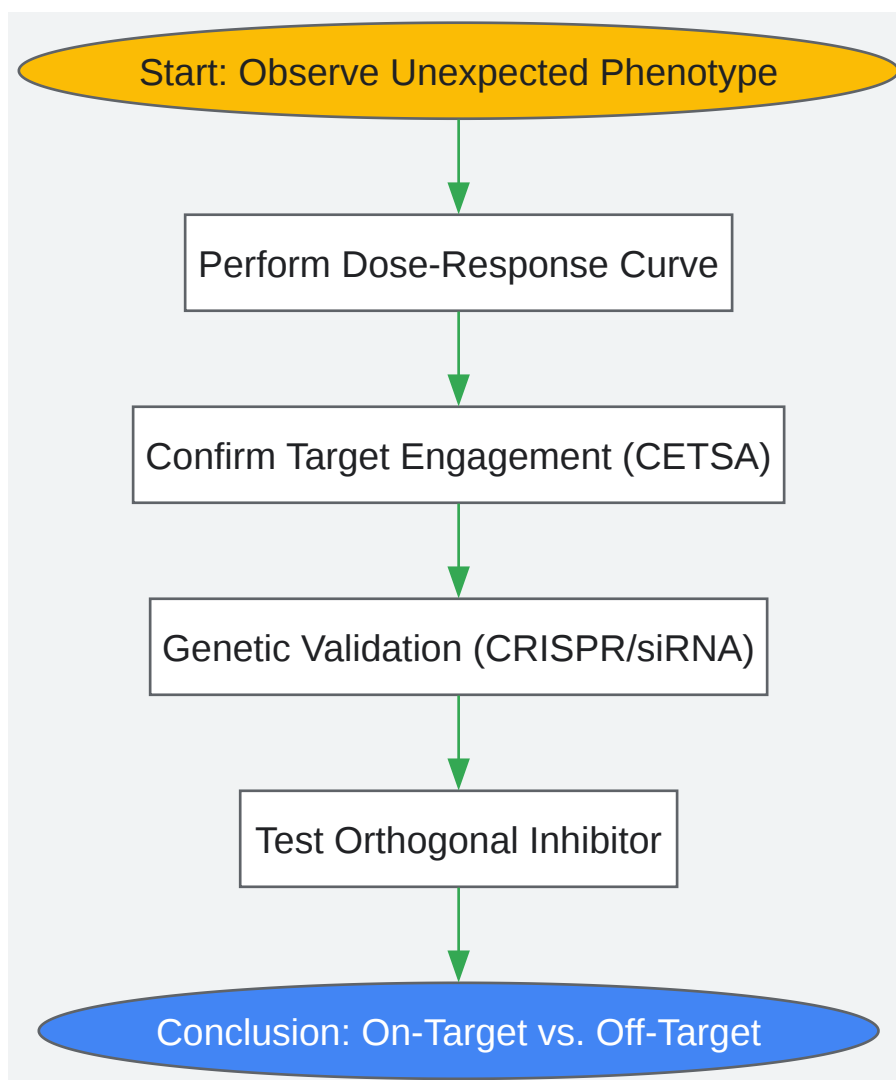 Start: Observe Unexpected Phenotype
Perform Dose-Response Curve
Confirm Target Engagement (CETSA)
Genetic Validation (CRISPR/siRNA)
Test Orthogonal Inhibitor
Conclusion: On-Target vs. Off-Target